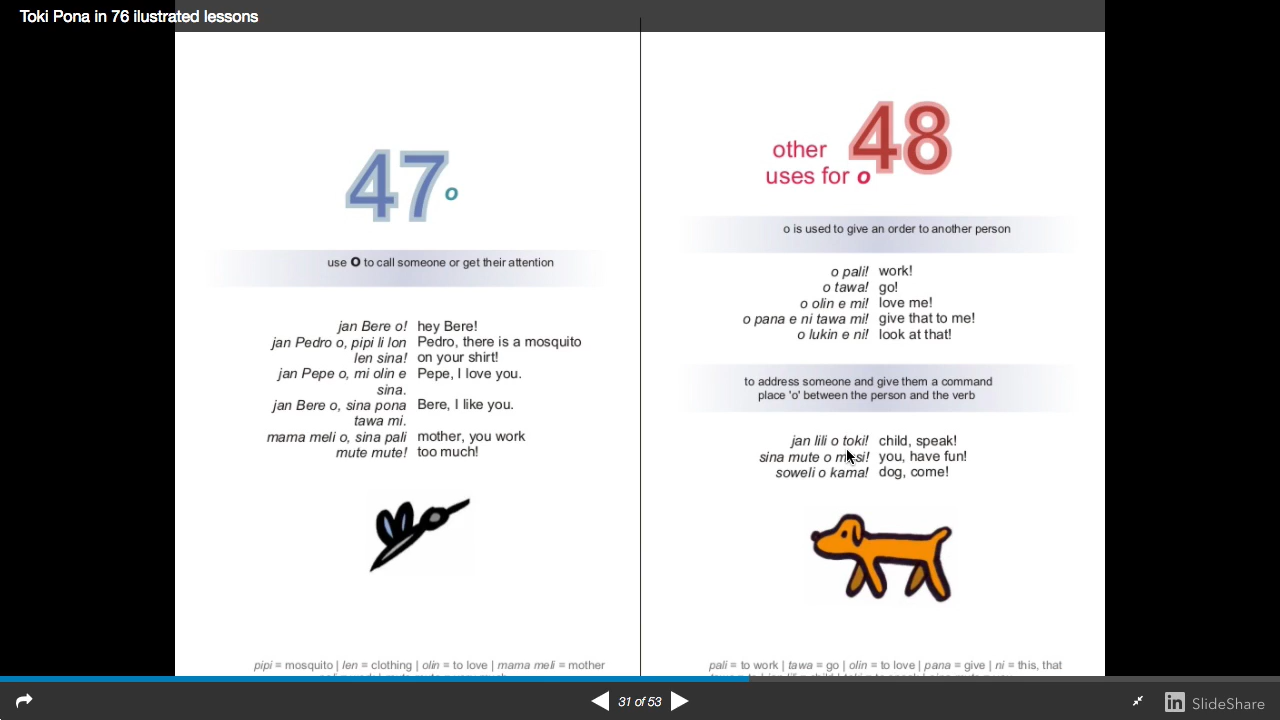 Toki Pona in 76 ilustrated lessons
47 o
use o to call someone or get their attention
jan Bere o! hey Bere!
jan Pedro o, pipi li lon Pedro, there is a mosquito
len sina! on your shirt!
jan Pepe o, mi olin e Pepe, I love you.
sina.
jan Bere o, sina pona Bere, I like you.
tawa mi.
mama meli o, sina pali mother, you work
mute mute! too much!
pipi = mosquito | len = clothing | olin = to love | mama meli = mother
other 48
uses for o
o is used to give an order to another person
o pali! work!
o tawa! go!
o olin e mi! love me!
o pana e ni tawa mi! give that to me!
o lukin e ni! look at that!
to address someone and give them a command
place 'o' between the person and the verb
jan lili o toki! child, speak!
sina mute o you, have fun!
soweli o kama! dog, come!
pali = to work | tawa = go | olin = to love | pana = give | ni = this, that
31 of 53
in SlideShare